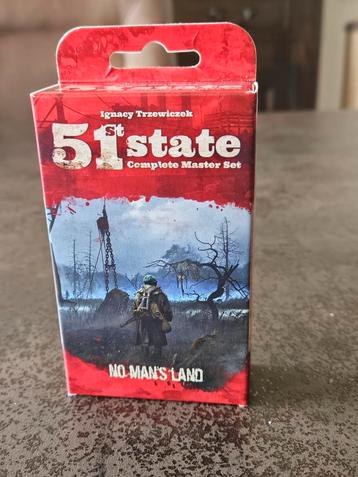 Ignacy Trzewiczek
51st state
Complete Master Set
NO MAN'S LAND